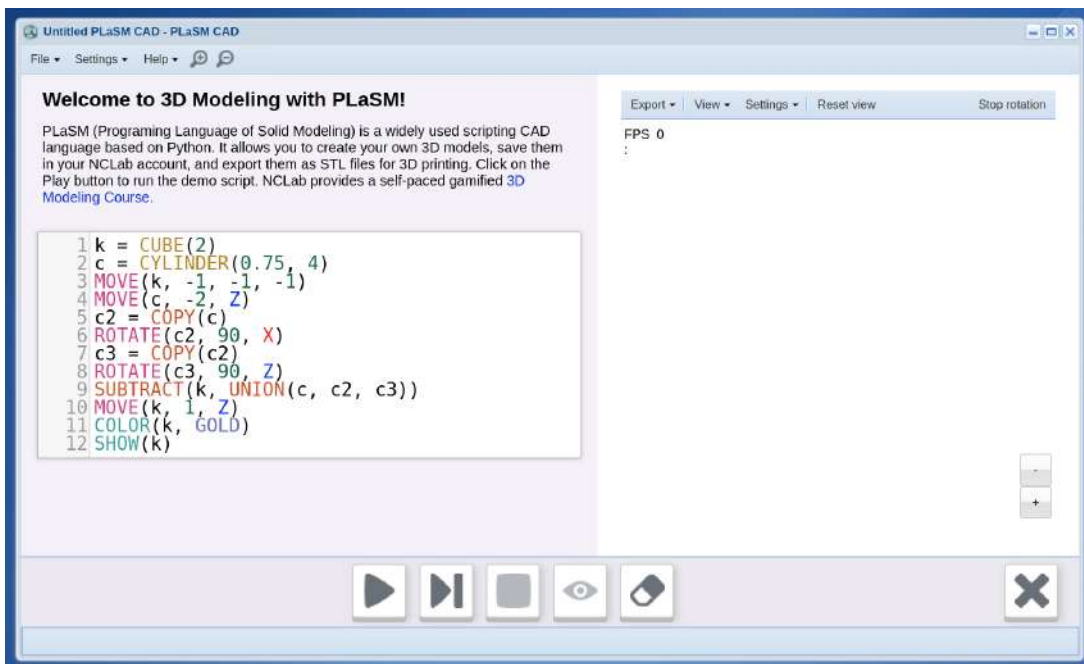 Untitled PLaSM CAD - PLaSM CAD
File Settings Help
Welcome to 3D Modeling with PLaSM!
PLaSM (Programing Language of Solid Modeling) is a widely used scripting CAD
language based on Python. It allows you to create your own 3D models, save them
in your NCLab account, and export them as STL files for 3D printing. Click on the
Play button to run the demo script. NCLab provides a self-paced gamified 3D
Modeling Course.
1 k = CUBE(2)
2 c = CYLINDER(0.75, 4)
3 MOVE(k, -1, -1, -1)
4 MOVE(c, -2, Z)
5 c2 = COPY(c)
6 ROTATE(c2, 90, X)
7 c3 = COPY(c2)
8 ROTATE(c3, 90, Z)
9 SUBTRACT(k, UNION(c, c2, c3))
10 MOVE(k, 1, Z)
11 COLOR(k, GOLD)
12 SHOW(k)
Export View Settings Reset view Stop rotation
FPS 0
:
-
+